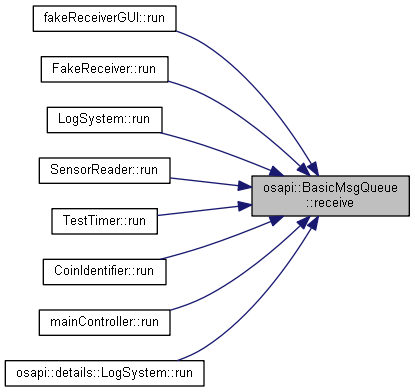 fakeReceiverGUI::run
FakeReceiver::run
LogSystem::run
SensorReader::run
osapi::BasicMsgQueue
::receive
TestTimer::run
CoinIdentifier::run
mainController::run
osapi::details::LogSystem::run